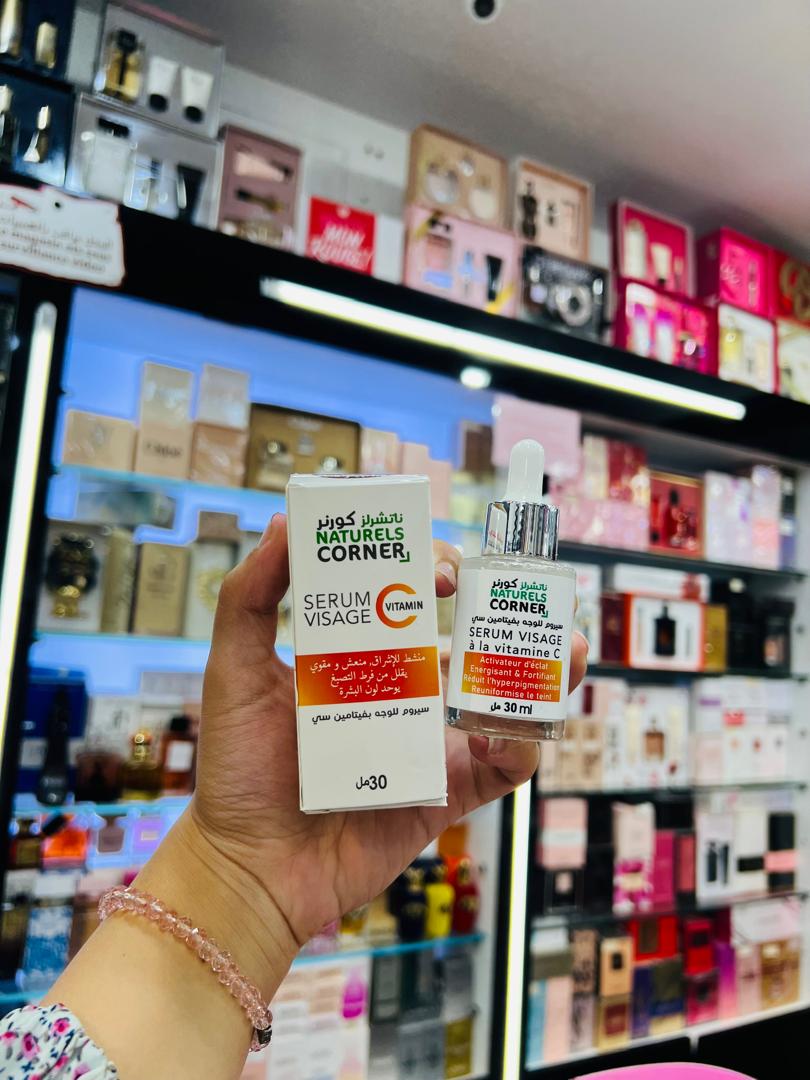 ناتشرلز كورنر
NATURELS
CORNER
SERUM
VISAGE
VITAMIN C
منشط للإشراق, منعش و مقوي
يقلل من فرط التصبغ
يوحد لون البشرة
سيروم للوجه بفيتامين سي
30مل
ناتشرلز كورنر
NATURELS
CORNER
سيروم للوجه بفيتامين سي
SERUM VISAGE
à la vitamine C
Activateur d'éclat
Energisant & Fortifiant
Réduit l'hyperpigmentation
Reuniformise le teint
30 ml مل